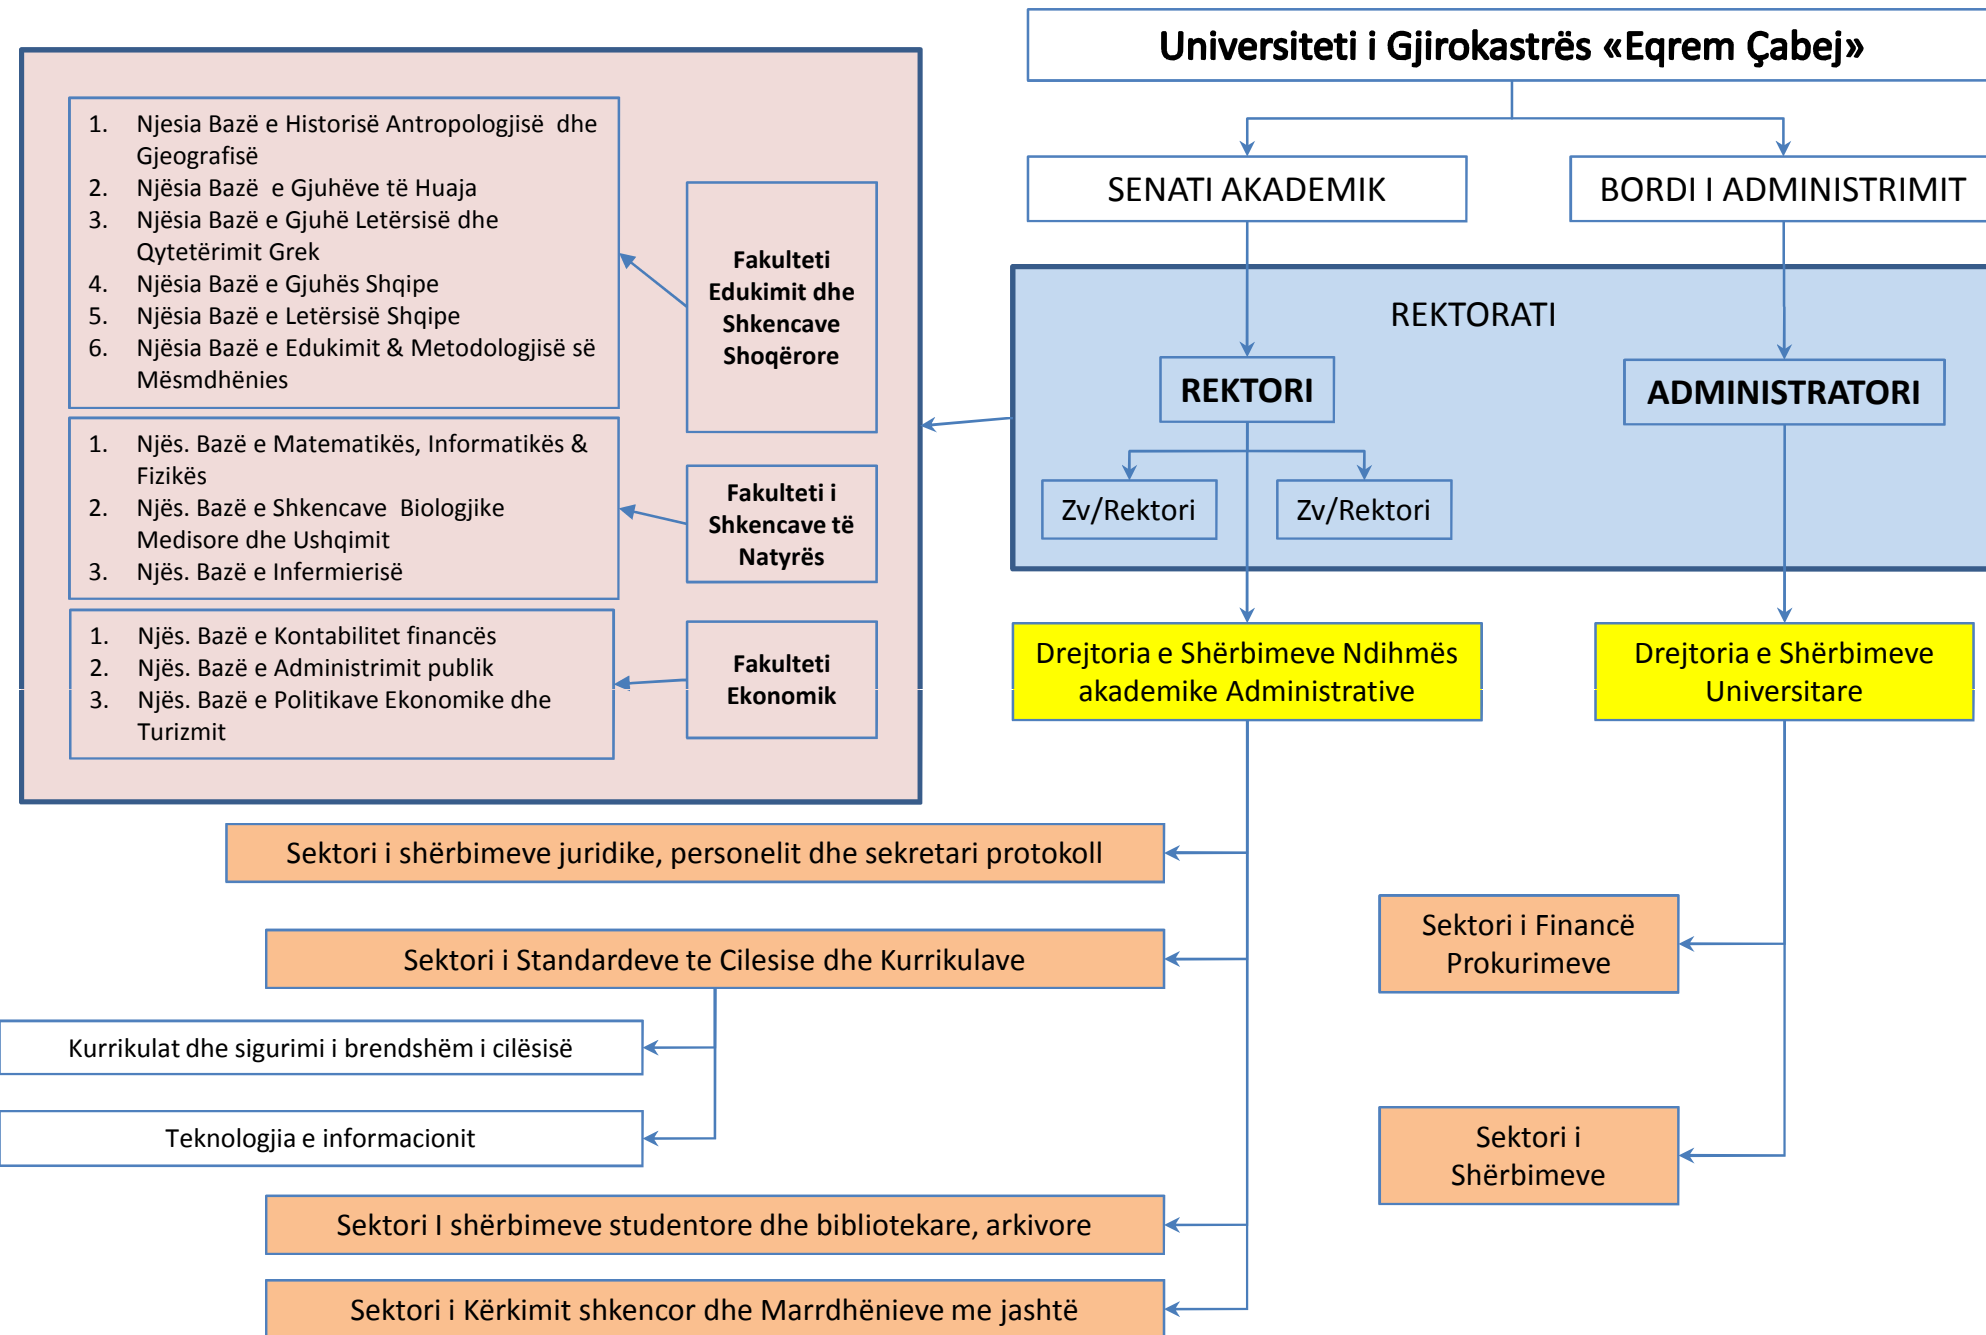 Universiteti i Gjirokastrës «Eqrem Çabej»
SENATI AKADEMIK
BORDI I ADMINISTRIMIT
REKTORATI
REKTORI
ADMINISTRATORI
Zv/Rektori
Zv/Rektori
1. Njesia Bazë e Historisë Antropologjisë dhe
Gjeografisë
2. Njësia Bazë e Gjuhëve të Huaja
3. Njësia Bazë e Gjuhë Letërsisë dhe
Qytetërimit Grek
4. Njësia Bazë e Gjuhës Shqipe
5. Njësia Bazë e Letërsisë Shqipe
6. Njësia Bazë e Edukimit & Metodologjisë së
Mësmdhënies
Fakulteti
Edukimit dhe
Shkencave
Shoqërore
1. Njës. Bazë e Matematikës, Informatikës &
Fizikës
2. Njës. Bazë e Shkencave Biologjike
Medisore dhe Ushqimit
3. Njës. Bazë e Infermierisë
Fakulteti i
Shkencave të
Natyrës
1. Njës. Bazë e Kontabilitet financës
2. Njës. Bazë e Administrimit publik
3. Njës. Bazë e Politikave Ekonomike dhe
Turizmit
Fakulteti
Ekonomik
Drejtoria e Shërbimeve Ndihmës
akademike Administrative
Drejtoria e Shërbimeve
Universitare
Sektori i shërbimeve juridike, personelit dhe sekretari protokoll
Sektori i Standardeve te Cilesise dhe Kurrikulave
Kurrikulat dhe sigurimi i brendshëm i cilësisë
Teknologjia e informacionit
Sektori I shërbimeve studentore dhe bibliotekare, arkivore
Sektori i Kërkimit shkencor dhe Marrdhënieve me jashtë
Sektori i Financë
Prokurimeve
Sektori i
Shërbimeve